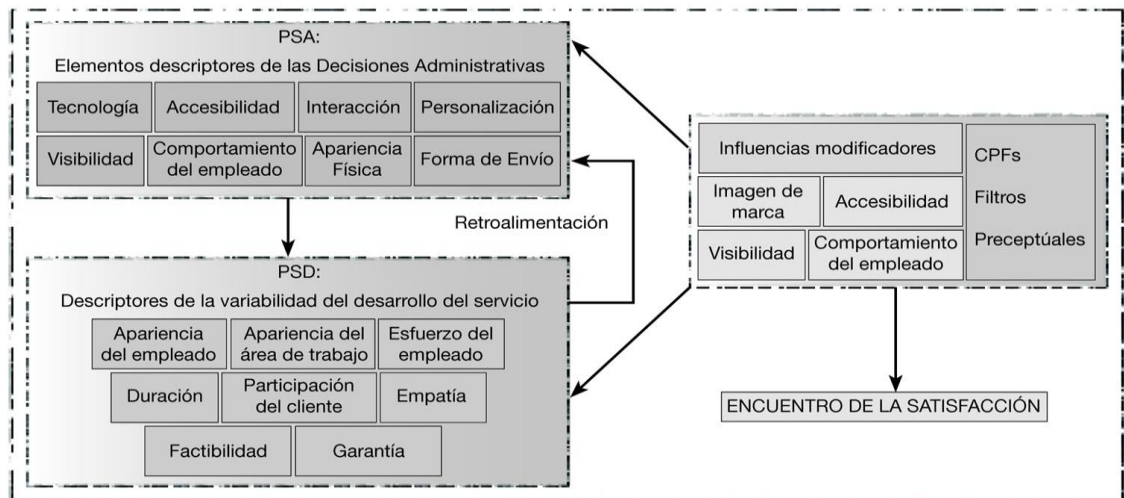 PSA:
Elementos descriptores de las Decisiones Administrativas
Tecnología
Accesibilidad
Interacción
Personalización
Visibilidad
Comportamiento
del empleado
Apariencia
Física
Forma de Envío
Retroalimentación
PSD:
Descriptores de la variabilidad del desarrollo del servicio
Apariencia
del empleado
Apariencia del
área de trabajo
Esfuerzo del
empleado
Duración
Participación
del cliente
Empatía
Factibilidad
Garantía
Influencias modificadores
Imagen de
marca
Accesibilidad
Visibilidad
Comportamiento
del empleado
CPFs
Filtros
Preceptúales
ENCUENTRO DE LA SATISFACCIÓN